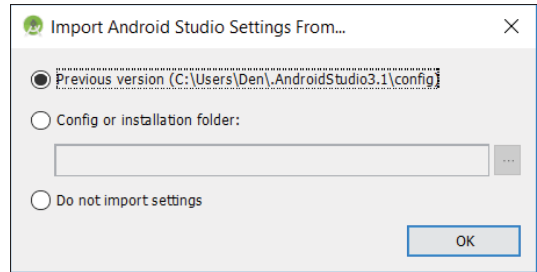 Import Android Studio Settings From...
Previous version (C:\Users\Den\.AndroidStudio3.1\config)
Config or installation folder:
...
Do not import settings
OK